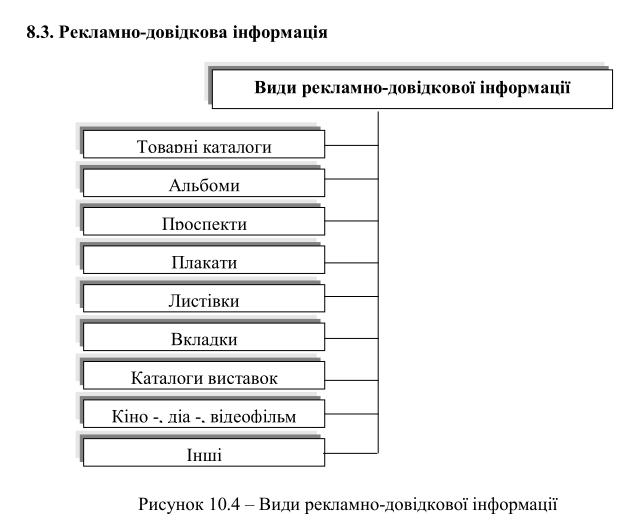 8.3. Рекламно-довідкова інформація
Види рекламно-довідкової інформації
Товарні каталоги
Альбоми
Проспекти
Плакати
Листівки
Вкладки
Каталоги виставок
Кіно -, діа -, відеофільм
Інші
Рисунок 10.4 – Види рекламно-довідкової інформації